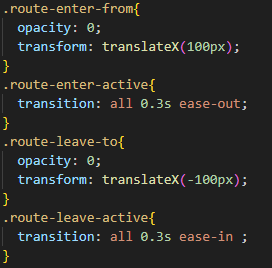 .route-enter-from{
  opacity: 0;
  transform: translateX(100px);
}
.route-enter-active{
  transition: all 0.3s ease-out;
}
.route-leave-to{
  opacity: 0;
  transform: translateX(-100px);
}
.route-leave-active{
  transition: all 0.3s ease-in ;
}